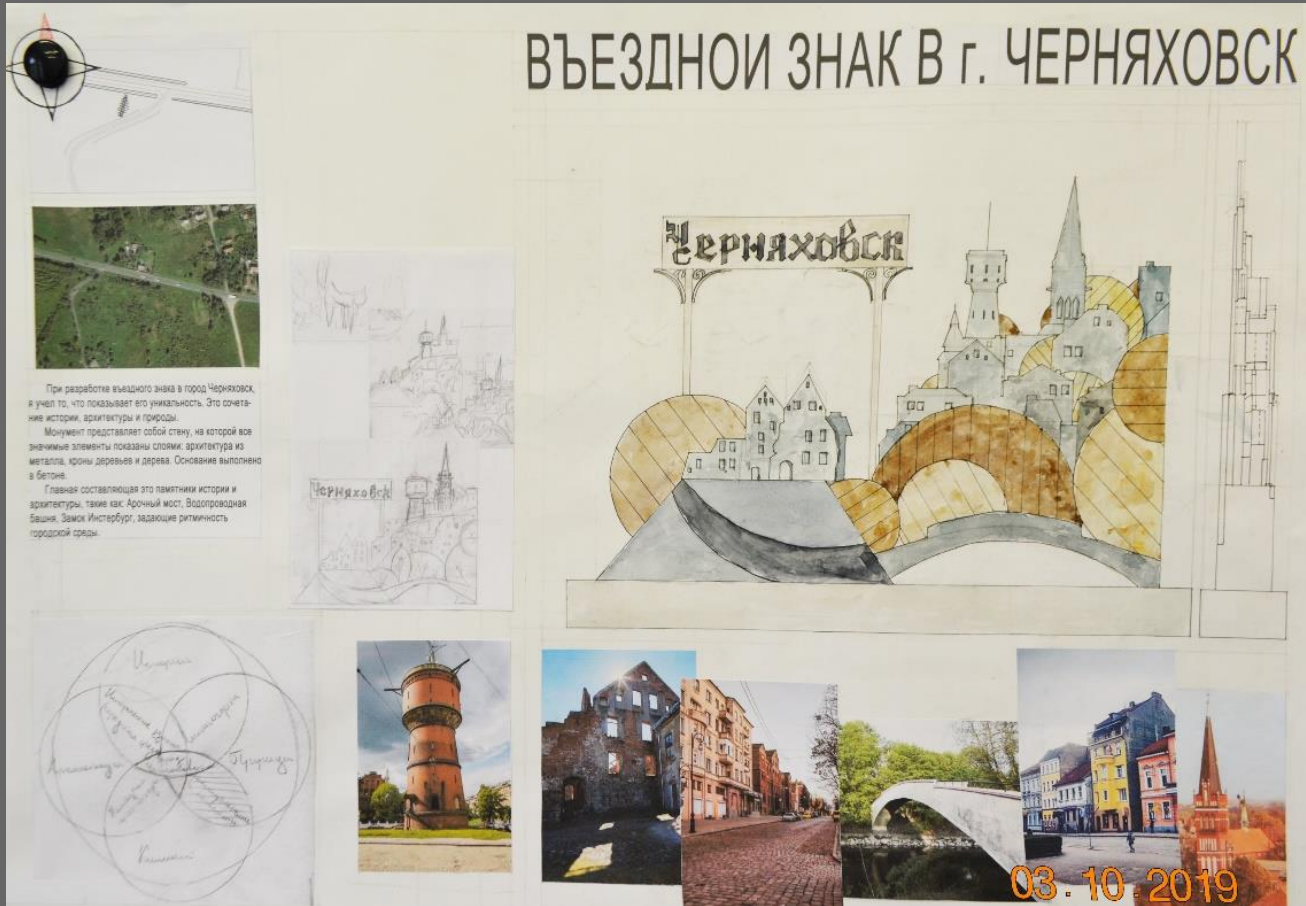 ВЪЕЗДНОЙ ЗНАК В г. ЧЕРНЯХОВСК
Черняховск
При разработке въездного знака в город Черняховск,
я учел то, что показывает его уникальность. Это сочета-
ние истории, архитектуры и природы.
Монумент представляет собой стену, на которой все
значимые элементы показаны слоями: архитектура из
металла, кроны деревьев и дерева. Основание выполнено
в бетоне.
Главная составляющая это памятники истории и
архитектуры, такие как: Арочный мост, Водопроводная
башня, Замок Инстербург, задающие ритмичность
городской среды.
Черняховск
История
Природа
03.10.2019